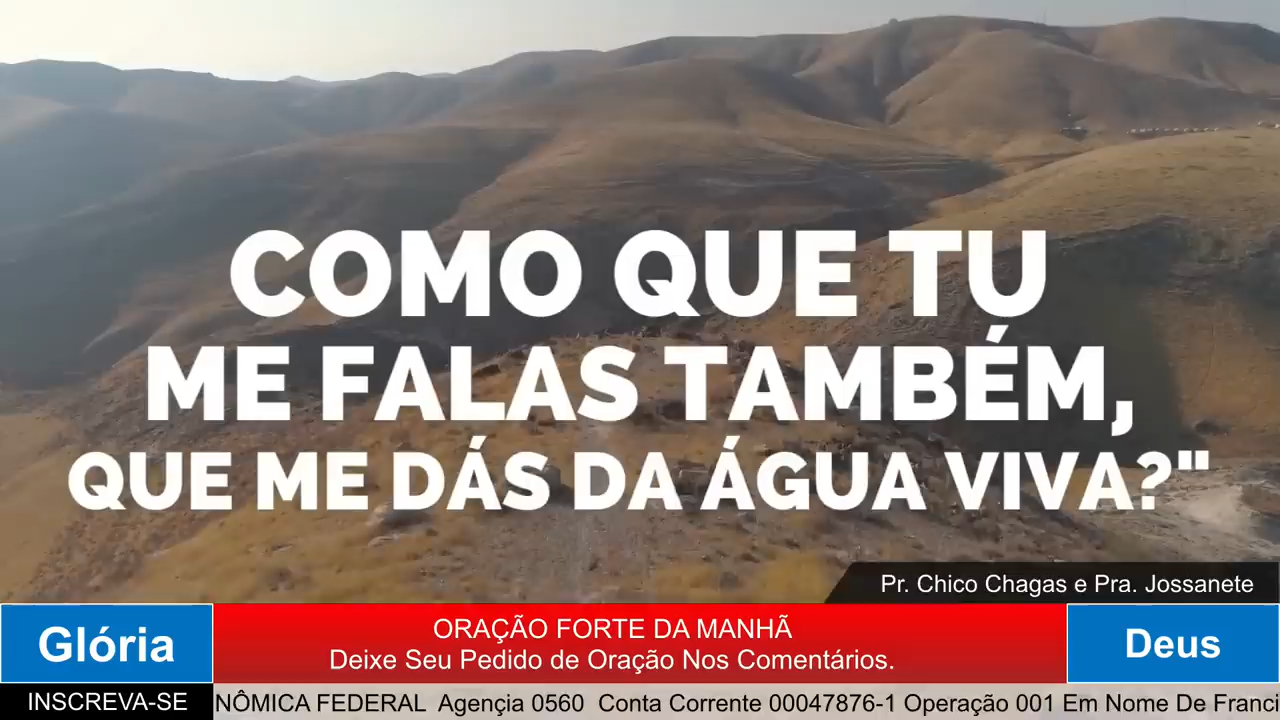 COMO QUE TU
ME FALAS TAMBÉM,
QUE ME DÁS DA ÁGUA VIVA?"
Pr. Chico Chagas e Pra. Jossanete
Glória
ORAÇÃO FORTE DA MANHÃ
Deixe Seu Pedido de Oração Nos Comentários.
Deus
INSCREVA-SE
NÔMICA FEDERAL Agençia 0560 Conta Corrente 00047876-1 Operação 001 Em Nome De Franci